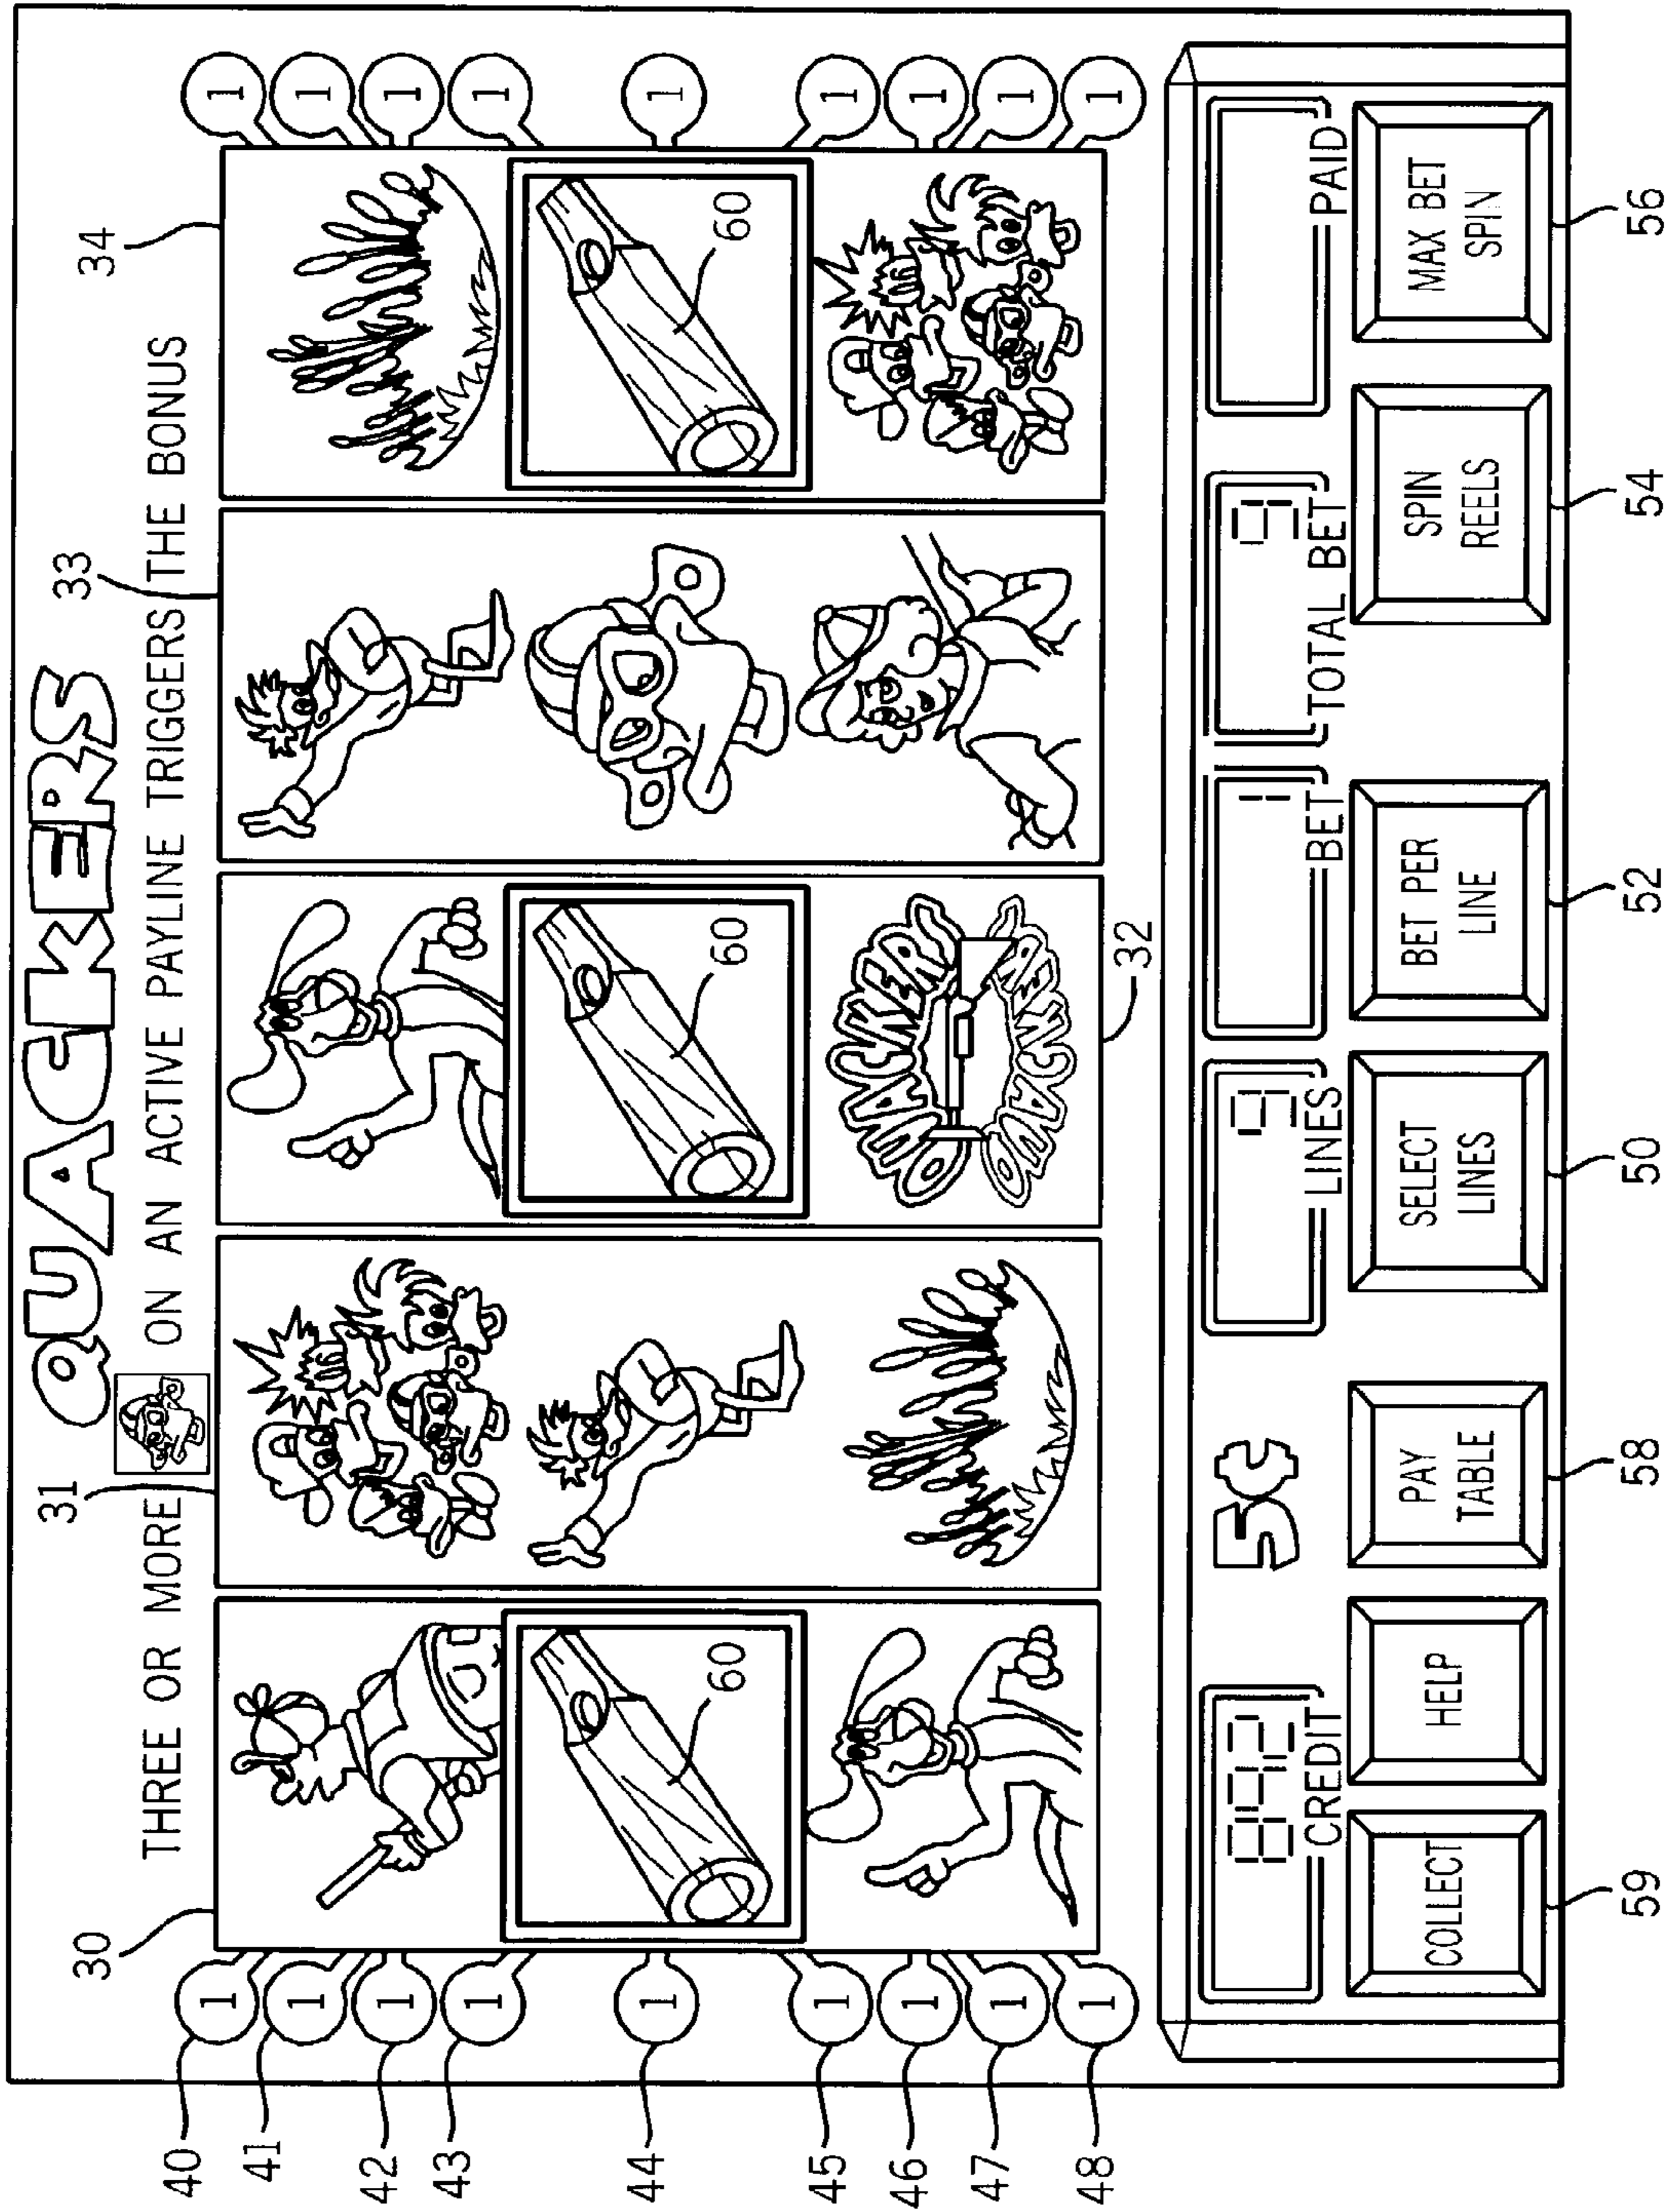 QUACKERS
THREE OR MORE ON AN ACTIVE PAYLINE TRIGGERS THE BONUS
30 31 33 34
40 1 1
41 1 1
42 1 1
43 1 1
44 1 1
45 1 1
46 1 1
47 1 1
48 1 1
60 60 60
QUACKER
QUACKER
32
842
CREDIT
5¢
9
LINES
1
BET
9
TOTAL BET
PAID
COLLECT
HELP
PAY
TABLE
SELECT
LINES
BET PER
LINE
SPIN
REELS
MAX BET
SPIN
59 58 50 52 54 56